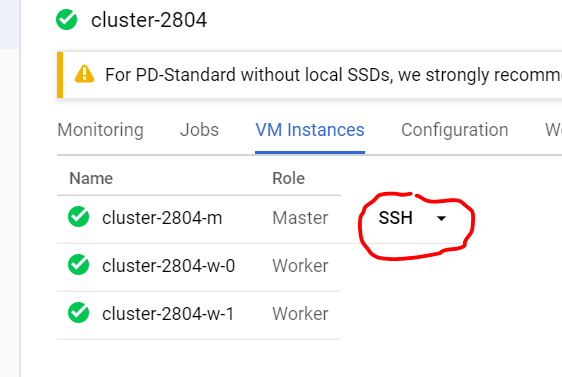 cluster-2804
For PD-Standard without local SSDs, we strongly recomme
Monitoring Jobs VM Instances Configuration
Name Role
cluster-2804-m Master SSH
cluster-2804-w-0 Worker
cluster-2804-w-1 Worker